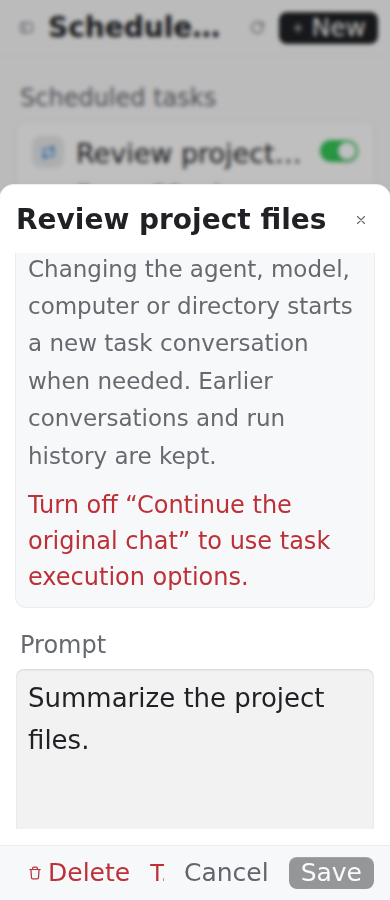 Schedule...
+ New
Scheduled tasks
Review project...
Review project files
Changing the agent, model,
computer or directory starts
a new task conversation
when needed. Earlier
conversations and run
history are kept.
Turn off “Continue the
original chat” to use task
execution options.
Prompt
Summarize the project
files.
Delete
T.
Cancel
Save